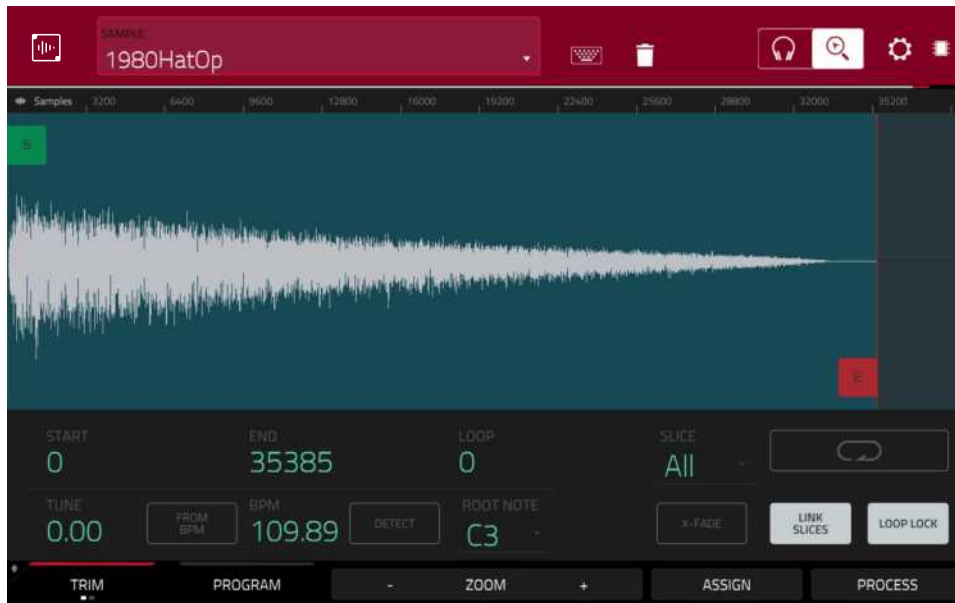 SAMPLE
1980HatOp
Samples 3200 6400 9600 12800 16000 19200 22400 25600 28800 32000 35200
S
E
START END LOOP SLICE
0 35385 0 All
TUNE BPM ROOT NOTE
0.00 FROM BPM 109.89 DETECT C3 X-FADE LINK SLICES LOOP LOCK
TRIM PROGRAM - ZOOM + ASSIGN PROCESS